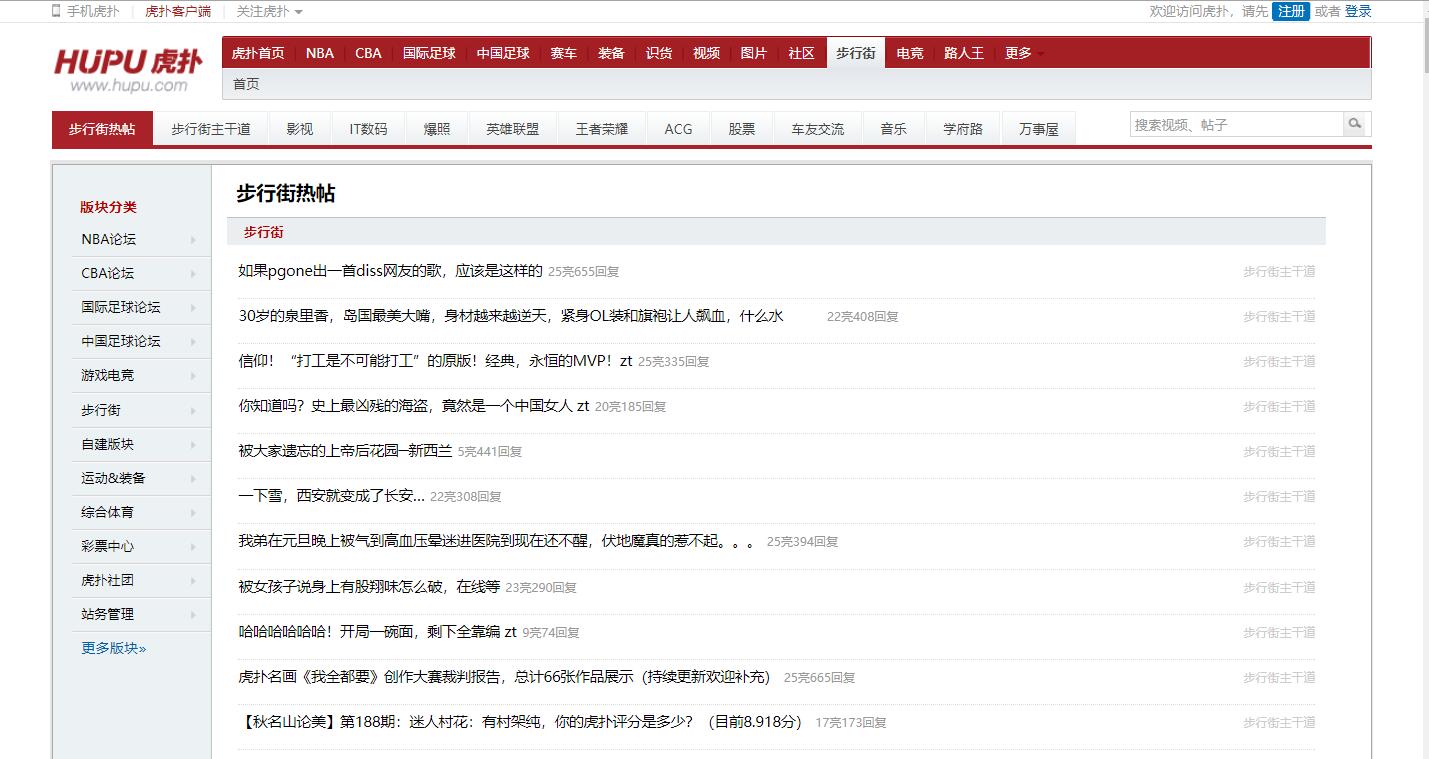 手机虎扑 虎扑客户端 关注虎扑 欢迎访问虎扑，请先 注册 或者 登录
HUPU 虎扑
www.hupu.com
虎扑首页 NBA CBA 国际足球 中国足球 赛车 装备 识货 视频 图片 社区 步行街 电竞 路人王 更多
首页
步行街热帖 步行街主干道 影视 IT数码 爆照 英雄联盟 王者荣耀 ACG 股票 车友交流 音乐 学府路 万事屋 搜索视频、帖子
版块分类
NBA论坛
CBA论坛
国际足球论坛
中国足球论坛
游戏电竞
步行街
自建版块
运动&装备
综合体育
彩票中心
虎扑社团
站务管理
更多版块»
步行街热帖
步行街
如果pgone出一首diss网友的歌，应该是这样的 25亮655回复 步行街主干道
30岁的泉里香，岛国最美大嘴，身材越来越逆天，紧身OL装和旗袍让人飙血，什么水 22亮408回复 步行街主干道
信仰！“打工是不可能打工”的原版！经典，永恒的MVP！zt 25亮335回复 步行街主干道
你知道吗？史上最凶残的海盗，竟然是一个中国女人 zt 20亮185回复 步行街主干道
被大家遗忘的上帝后花园—新西兰 5亮441回复 步行街主干道
一下雪，西安就变成了长安... 22亮308回复 步行街主干道
我弟在元旦晚上被气到高血压晕迷进医院到现在还不醒，伏地魔真的惹不起。。。 25亮394回复 步行街主干道
被女孩子说身上有股翔味怎么破，在线等 23亮290回复 步行街主干道
哈哈哈哈哈哈！开局一碗面，剩下全靠编 zt 9亮74回复 步行街主干道
虎扑名画《我全都要》创作大赛裁判报告，总计66张作品展示（持续更新欢迎补充） 25亮665回复 步行街主干道
【秋名山论美】第188期：迷人村花：有村架纯，你的虎扑评分是多少？（目前8.918分） 17亮173回复 步行街主干道